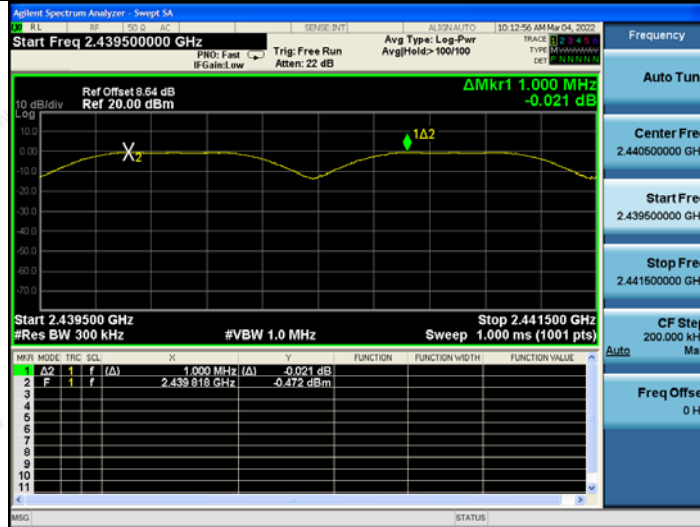 Agilent Spectrum Analyzer - Swept SA
RL RF 50 Ω AC SENSE:INT ALIGNAUTO 10:12:56 AM Mar 04, 2022
Start Freq 2.439500000 GHz
PNO: Fast
IFGain:Low
Trig: Free Run
Atten: 22 dB
Avg Type: Log-Pwr
Avg|Hold:> 100/100
TRACE 1 2 3 4 5 6
TYPE M
DET P N N N N N
Frequency
Auto Tun
Center Fre
2.440500000 GH
Start Fre
2.439500000 GH
Stop Fre
2.441500000 GH
CF Step
200.000 kH
Auto Ma
Freq Offse
0 H
Ref Offset 8.64 dB
10 dB/div Ref 20.00 dBm
ΔMkr1 1.000 MHz
-0.021 dB
Log
10.0
0.00
-10.0
-20.0
-30.0
-40.0
-50.0
-60.0
-70.0
X2
1Δ2
Start 2.439500 GHz Stop 2.441500 GHz
#Res BW 300 kHz #VBW 1.0 MHz Sweep 1.000 ms (1001 pts)
MKR MODE TRC SCL X Y FUNCTION FUNCTION WIDTH FUNCTION VALUE
1 Δ2 1 f (Δ) 1.000 MHz (Δ) -0.021 dB
2 F 1 f 2.439 818 GHz -0.472 dBm
3
4
5
6
7
8
9
10
11
MSG STATUS